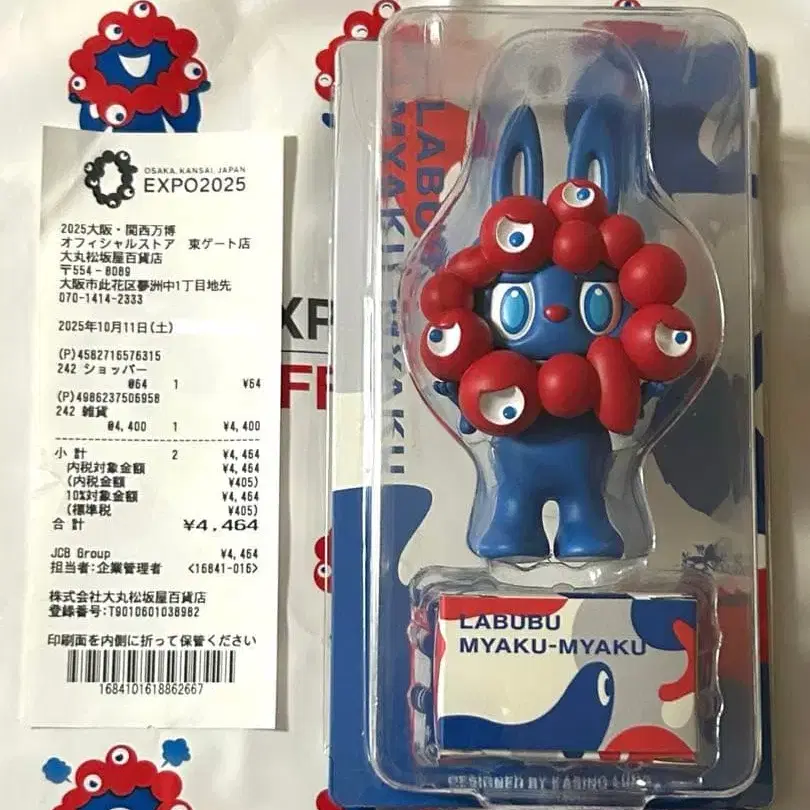 OSAKA, KANSAI, JAPAN
EXPO2025
2025大阪・関西万博
オフィシャルストア 東ゲート店
大丸松坂屋百貨店
〒554-8089
大阪市此花区夢洲中1丁目地先
070-1414-2333
2025年10月11日(土)
(P)4582716576315
242 ショッパー
@64 1 ¥64
(P)4986237506958
242 雑貨
@4,400 1 ¥4,400
小 計 2 ¥4,464
内税対象金額 ¥4,464
(内税金額 ¥405)
10%対象金額 ¥4,464
(標準税 ¥405)
合 計 ¥4,464
JCB Group ¥4,464
担当者:企業管理者 <16841-016>
株式会社大丸松坂屋百貨店
登録番号:T9010601038982
印刷面を内側に折って保管ください
1684101618862667
LABUBU
MYAKU-MYAKU
LABUBU
MYAKU-MYAKU
DESIGNED BY KASING LUNG